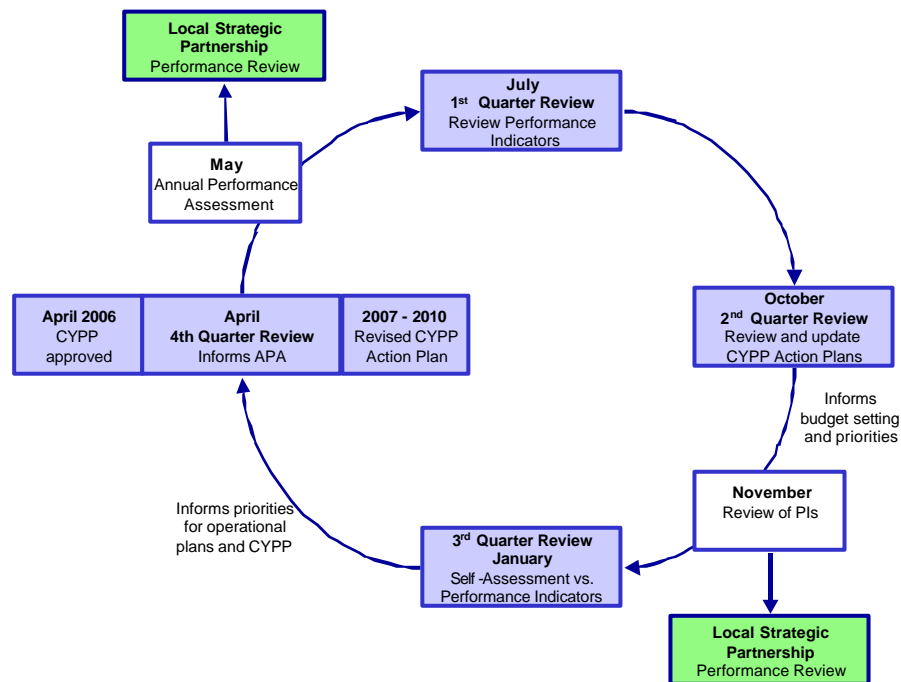 Local Strategic
Partnership
Performance Review
July
1st Quarter Review
Review Performance
Indicators
May
Annual Performance
Assessment
April 2006
CYPP
approved
April
4th Quarter Review
Informs APA
2007 - 2010
Revised CYPP
Action Plan
October
2nd Quarter Review
Review and update
CYPP Action Plans
Informs
budget setting
and priorities
November
Review of PIs
Informs priorities
for operational
plans and CYPP
3rd Quarter Review
January
Self -Assessment vs.
Performance Indicators
Local Strategic
Partnership
Performance Review